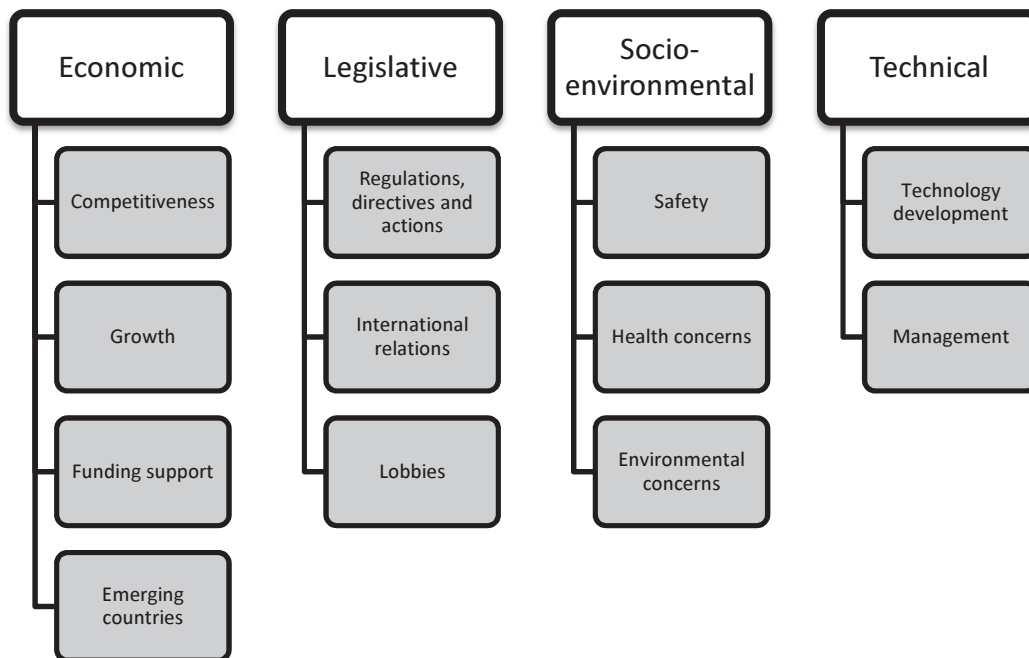 Economic
Competitiveness
Growth
Funding support
Emerging
countries
Legislative
Regulations,
directives and
actions
International
relations
Lobbies
Socio-
environmental
Safety
Health concerns
Environmental
concerns
Technical
Technology
development
Management